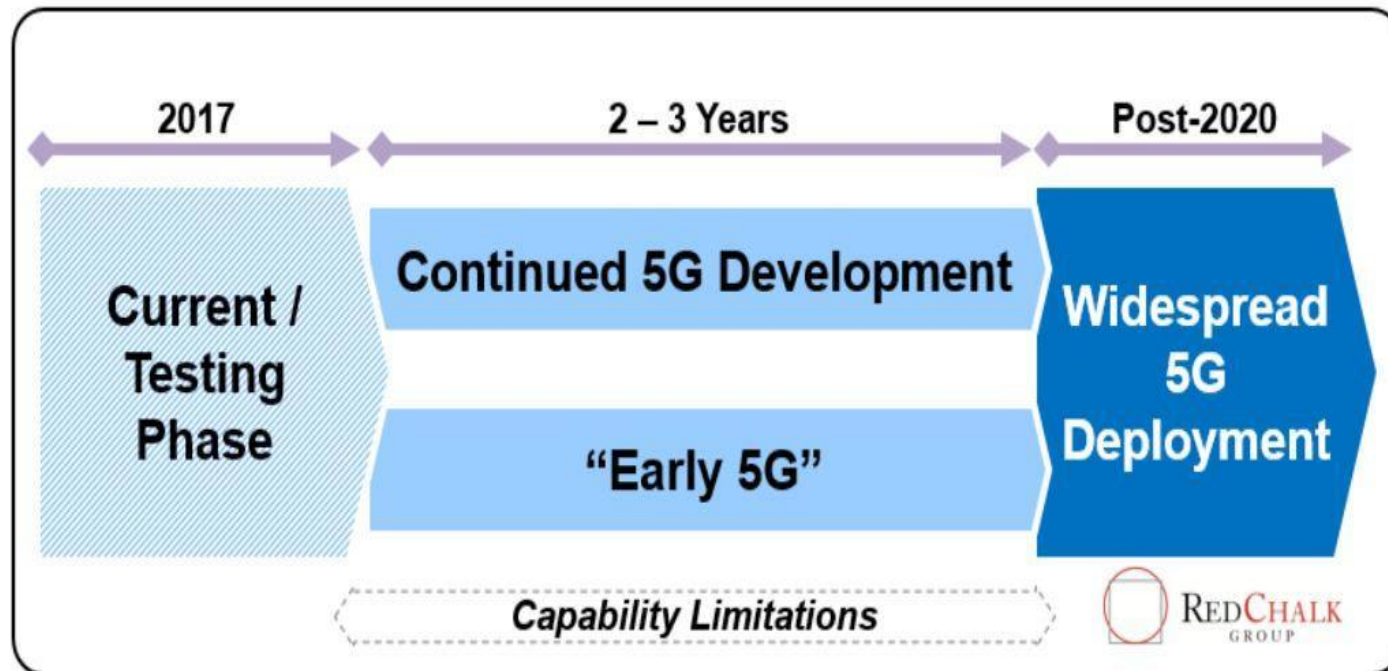 2017
2 – 3 Years
Post-2020
Current /
Testing
Phase
Continued 5G Development
“Early 5G”
Widespread
5G
Deployment
Capability Limitations
REDCHALK
GROUP